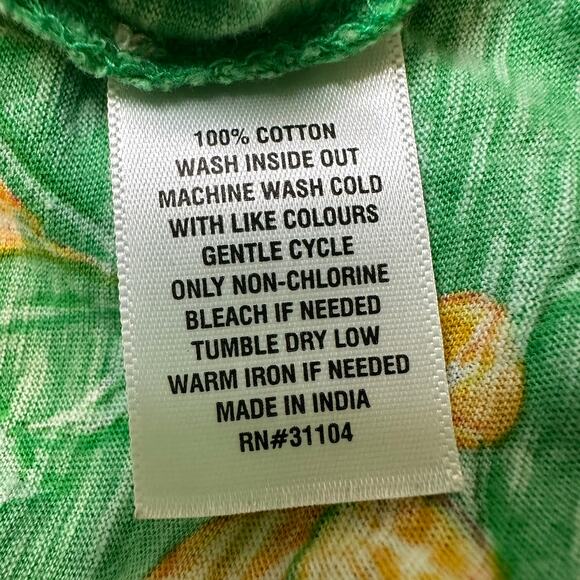 100% COTTON
WASH INSIDE OUT
MACHINE WASH COLD
WITH LIKE COLOURS
GENTLE CYCLE
ONLY NON-CHLORINE
BLEACH IF NEEDED
TUMBLE DRY LOW
WARM IRON IF NEEDED
MADE IN INDIA
RN#31104